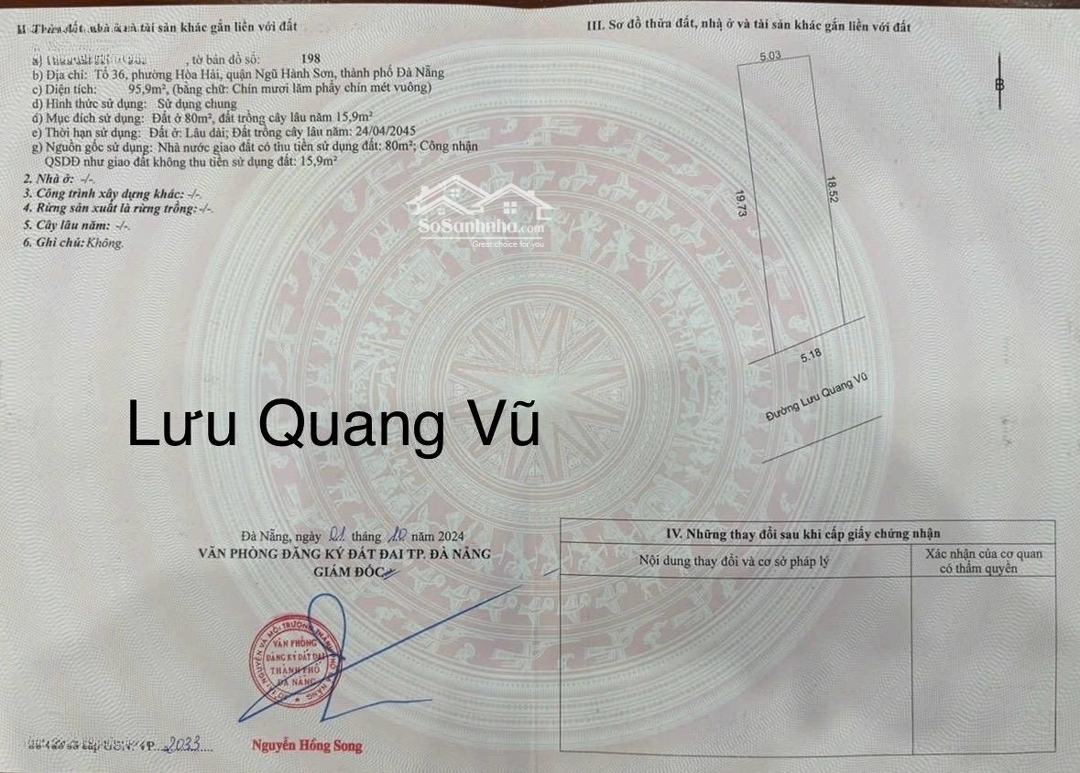 II. Thửa đất, nhà ở và tài sản khác gắn liền với đất
a) Thửa đất số: , tờ bản đồ số: 198
b) Địa chỉ: Tổ 36, phường Hòa Hải, quận Ngũ Hành Sơn, thành phố Đà Nẵng
c) Diện tích: 95,9m², (bằng chữ: Chín mươi lăm phẩy chín mét vuông)
d) Hình thức sử dụng: Sử dụng chung
đ) Mục đích sử dụng: Đất ở 80m², đất trồng cây lâu năm 15,9m²
e) Thời hạn sử dụng: Đất ở: Lâu dài; Đất trồng cây lâu năm: 24/04/2045
g) Nguồn gốc sử dụng: Nhà nước giao đất có thu tiền sử dụng đất: 80m²; Công nhận
QSDĐ như giao đất không thu tiền sử dụng đất: 15,9m²
2. Nhà ở: -/-.
3. Công trình xây dựng khác: -/-.
4. Rừng sản xuất là rừng trồng: -/-.
5. Cây lâu năm: -/-.
6. Ghi chú: Không.
SoSanhnha.com
Great choice for you
Lưu Quang Vũ
Đà Nẵng, ngày 01 tháng 10 năm 2024
VĂN PHÒNG ĐĂNG KÝ ĐẤT ĐAI TP. ĐÀ NẴNG
GIÁM ĐỐC
VĂN PHÒNG
ĐĂNG KÝ ĐẤT ĐAI
THÀNH PHỐ
ĐÀ NẴNG
Nguyễn Hồng Song
2033
III. Sơ đồ thửa đất, nhà ở và tài sản khác gắn liền với đất
5.03
B
19.73
18.52
5.18
Đường Lưu Quang Vũ
IV. Những thay đổi sau khi cấp giấy chứng nhận
Nội dung thay đổi và cơ sở pháp lý
Xác nhận của cơ quan
có thẩm quyền